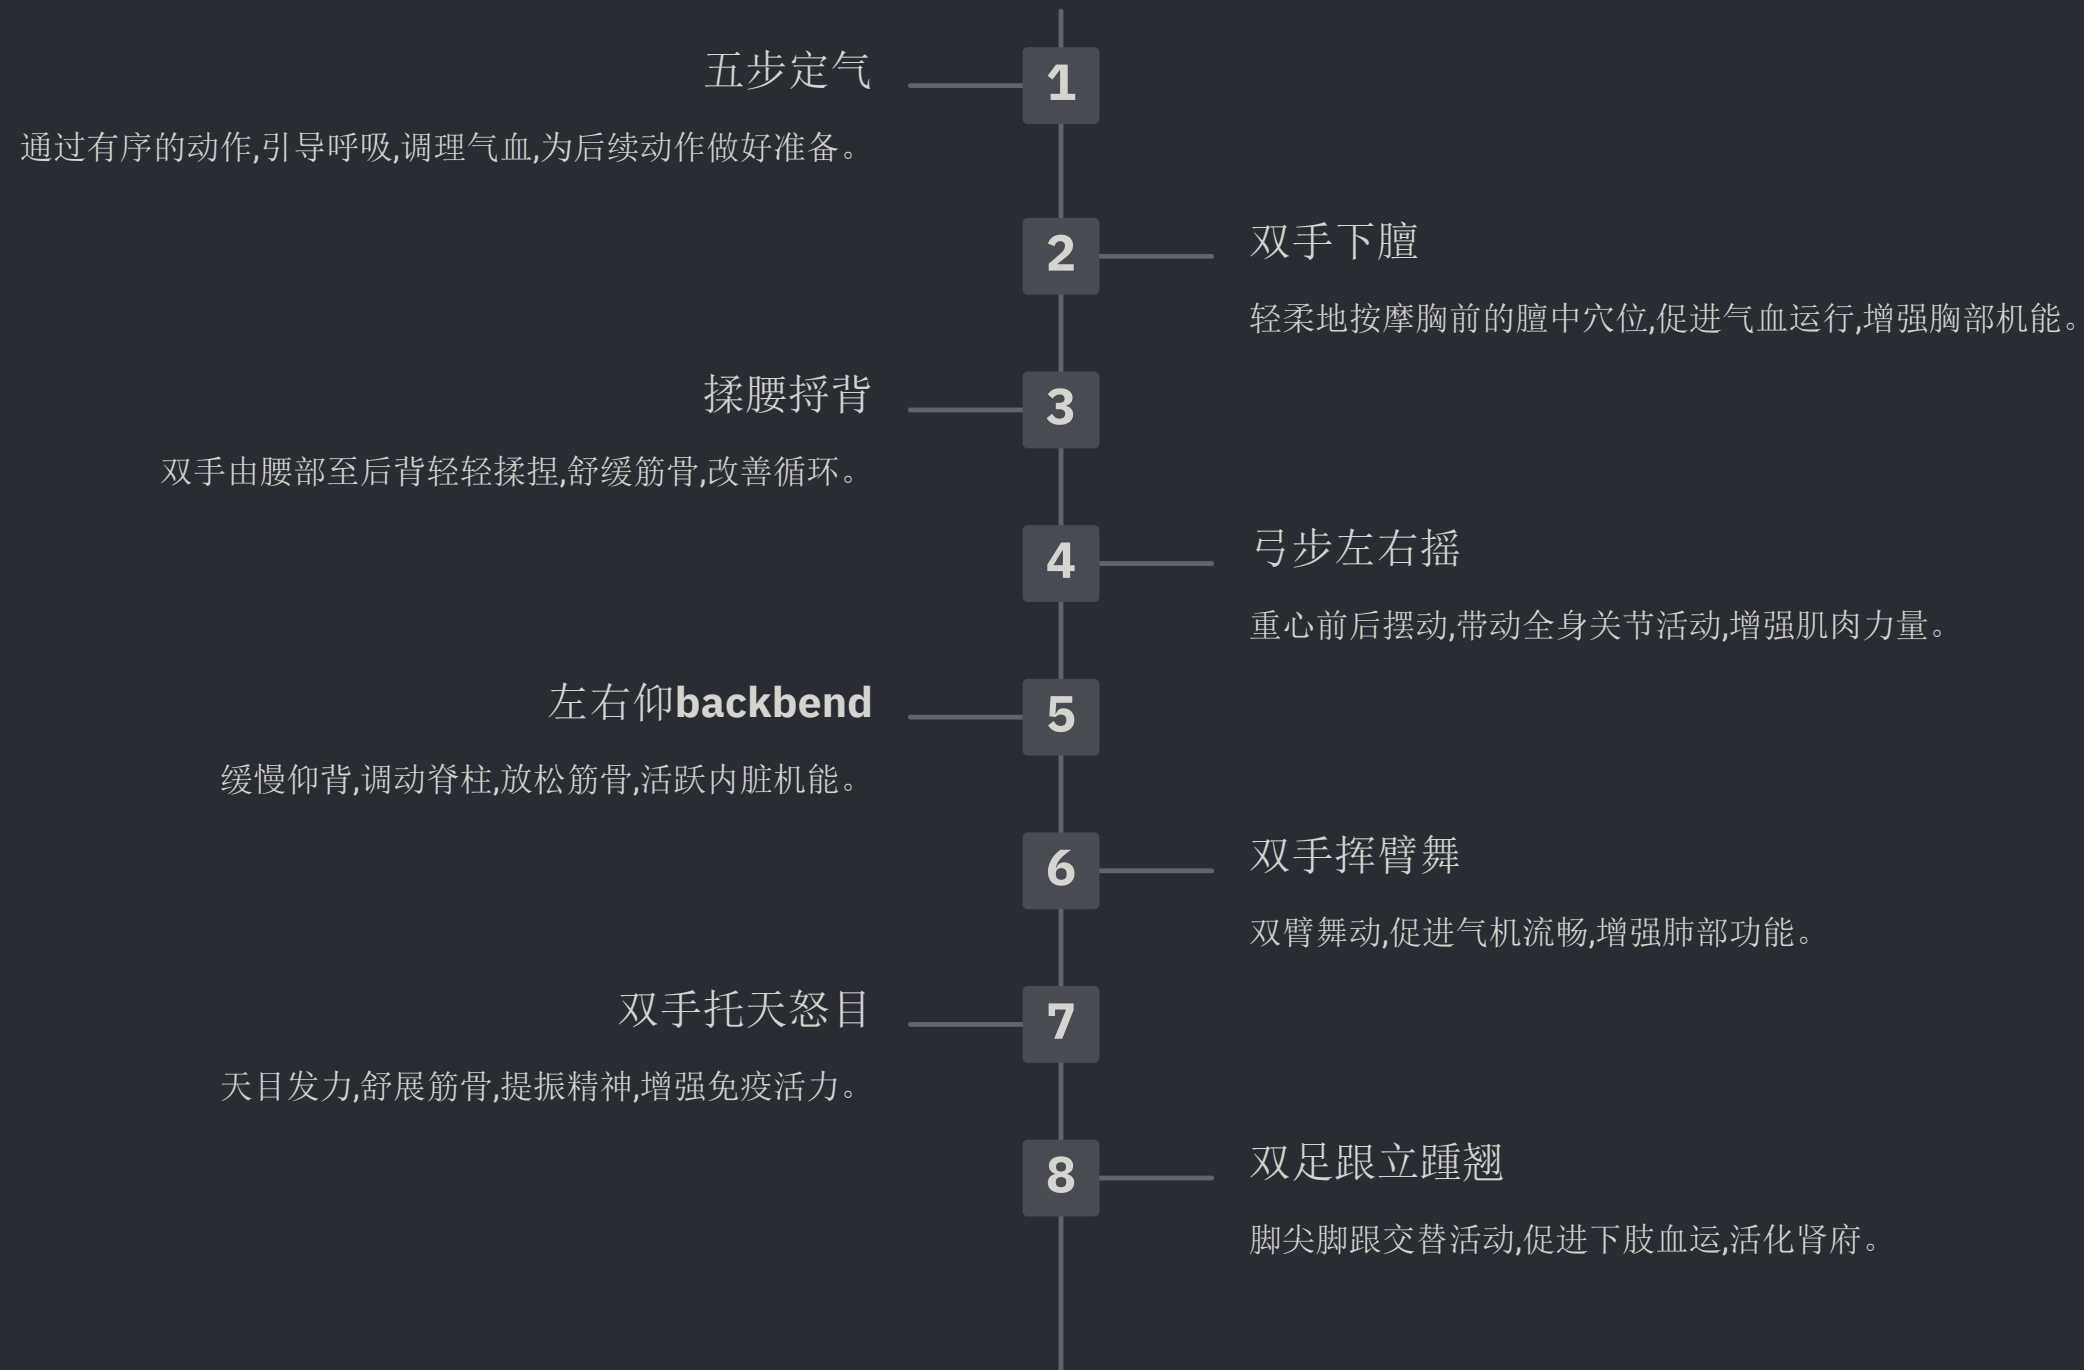 五步定气
1
通过有序的动作,引导呼吸,调理气血,为后续动作做好准备。
2
双手下膻
轻柔地按摩胸前的膻中穴位,促进气血运行,增强胸部机能。
揉腰捋背
3
双手由腰部至后背轻轻揉捏,舒缓筋骨,改善循环。
4
弓步左右摇
重心前后摆动,带动全身关节活动,增强肌肉力量。
左右仰backbend
5
缓慢仰背,调动脊柱,放松筋骨,活跃内脏机能。
6
双手挥臂舞
双臂舞动,促进气机流畅,增强肺部功能。
双手托天怒目
7
天目发力,舒展筋骨,提振精神,增强免疫活力。
8
双足跟立踵翘
脚尖脚跟交替活动,促进下肢血运,活化肾府。